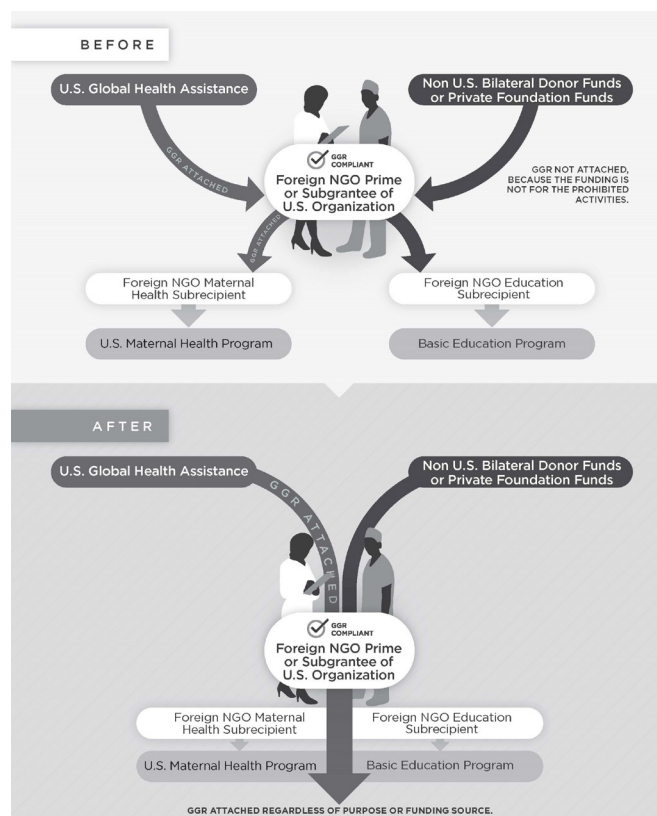 BEFORE
U.S. Global Health Assistance
Non U.S. Bilateral Donor Funds
or Private Foundation Funds
GGR ATTACHED
GGR
COMPLIANT
Foreign NGO Prime
or Subgrantee of
U.S. Organization
GGR NOT ATTACHED,
BECAUSE THE FUNDING IS
NOT FOR THE PROHIBITED
ACTIVITIES.
GGR ATTACHED
Foreign NGO Maternal
Health Subrecipient
Foreign NGO Education
Subrecipient
U.S. Maternal Health Program
Basic Education Program
AFTER
U.S. Global Health Assistance
Non U.S. Bilateral Donor Funds
or Private Foundation Funds
GGR ATTACHED
GGR
COMPLIANT
Foreign NGO Prime
or Subgrantee of
U.S. Organization
Foreign NGO Maternal
Health Subrecipient
Foreign NGO Education
Subrecipient
U.S. Maternal Health Program
Basic Education Program
GGR ATTACHED REGARDLESS OF PURPOSE OR FUNDING SOURCE.